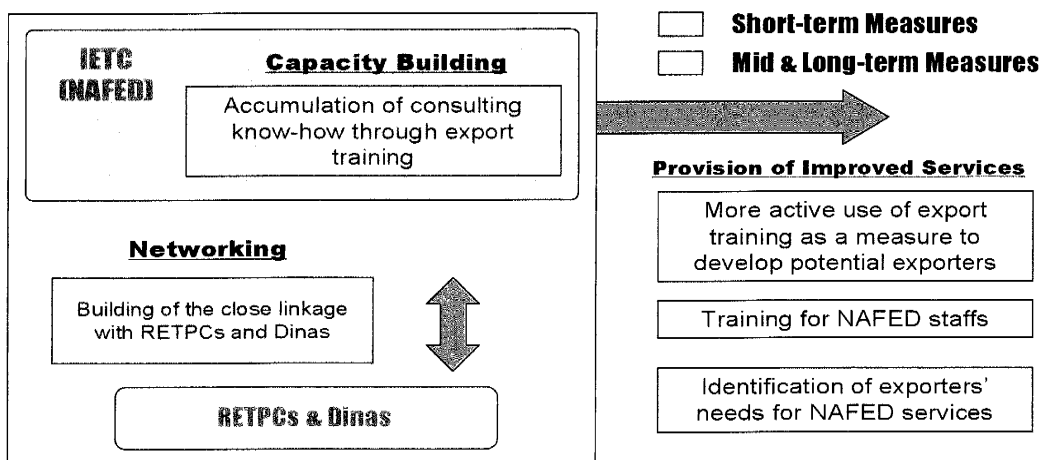 IETC
(NAFED)
Capacity Building
Accumulation of consulting
know-how through export
training
Networking
Building of the close linkage
with RETPCs and Dinas
RETPCs & Dinas
Short-term Measures
Mid & Long-term Measures
Provision of Improved Services
More active use of export
training as a measure to
develop potential exporters
Training for NAFED staffs
Identification of exporters'
needs for NAFED services